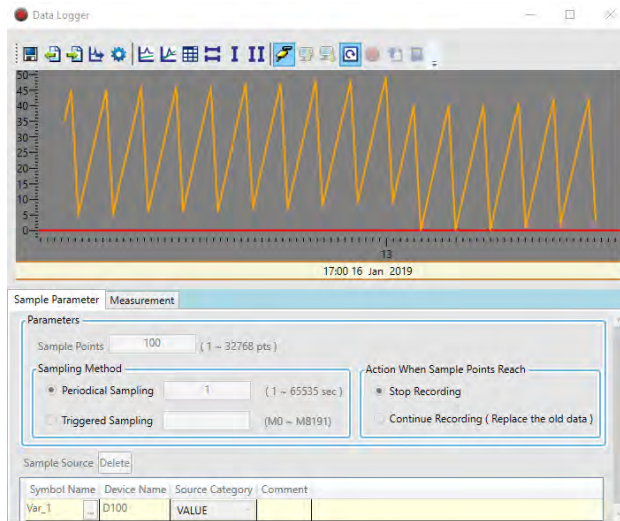 Data Logger
50
45
40
35
30
25
20
15
10
5
0
13
17:00 16 Jan 2019
Sample Parameter Measurement
Parameters
Sample Points 100 ( 1 ~ 32768 pts )
Sampling Method
Periodical Sampling 1 ( 1 ~ 65535 sec )
Triggered Sampling (M0 ~ M8191)
Action When Sample Points Reach
Stop Recording
Continue Recording ( Replace the old data )
Sample Source Delete
Symbol Name Device Name Source Category Comment
Var_1 ... D100 VALUE